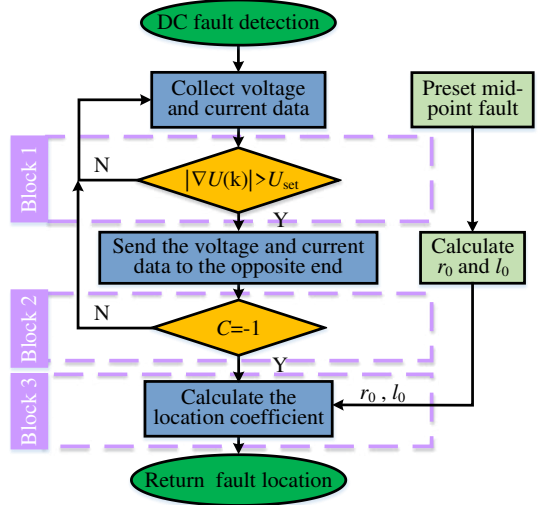 DC fault detection
Collect voltage
and current data
Preset mid-
point fault
Block 1
N
|∇U(k)|>U_set
Y
Send the voltage and current
data to the opposite end
Calculate
r₀ and l₀
Block 2
N
C=-1
Y
Block 3
Calculate the
location coefficient
r₀ , l₀
Return fault location